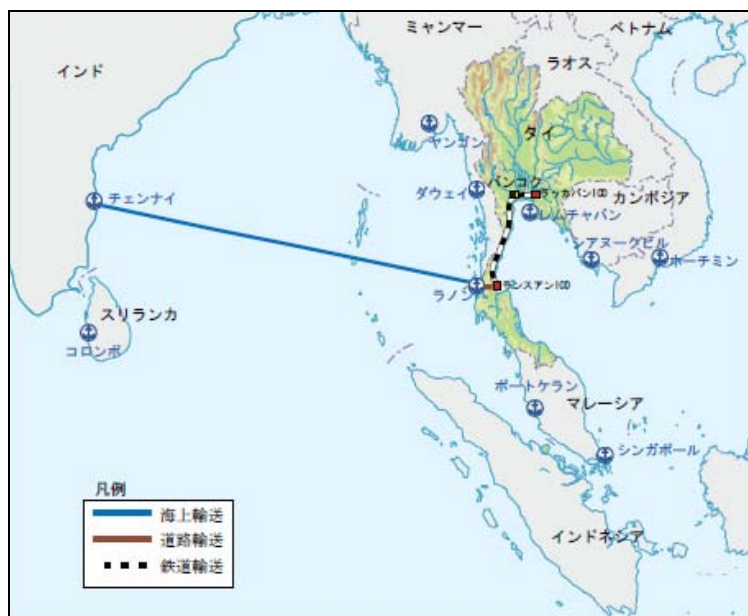 ミャンマー
ベトナム
インド
ラオス
ヤンゴン
タイ
チェンナイ
ダウェイ
バンコク
ラッカバンICD
カンボジア
レムチャバン
シアヌークビル
ホーチミン
ラノン
ランスアンICD
スリランカ
コロンボ
ポートケラン
マレーシア
シンガポール
インドネシア
凡例
海上輸送
道路輸送
鉄道輸送